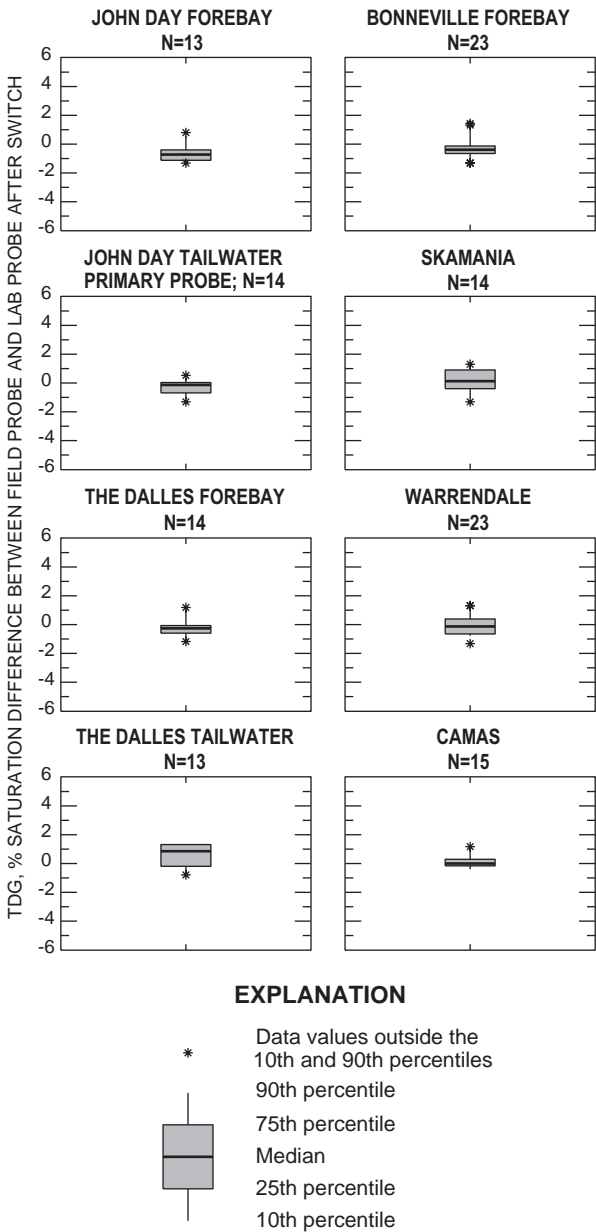 TDG, % SATURATION DIFFERENCE BETWEEN FIELD PROBE AND LAB PROBE AFTER SWITCH
JOHN DAY FOREBAY
N=13
6
4
2
0
-2
-4
-6
BONNEVILLE FOREBAY
N=23
JOHN DAY TAILWATER
PRIMARY PROBE; N=14
6
4
2
0
-2
-4
-6
SKAMANIA
N=14
THE DALLES FOREBAY
N=14
6
4
2
0
-2
-4
-6
WARRENDALE
N=23
THE DALLES TAILWATER
N=13
6
4
2
0
-2
-4
-6
CAMAS
N=15
EXPLANATION
Data values outside the
10th and 90th percentiles
90th percentile
75th percentile
Median
25th percentile
10th percentile